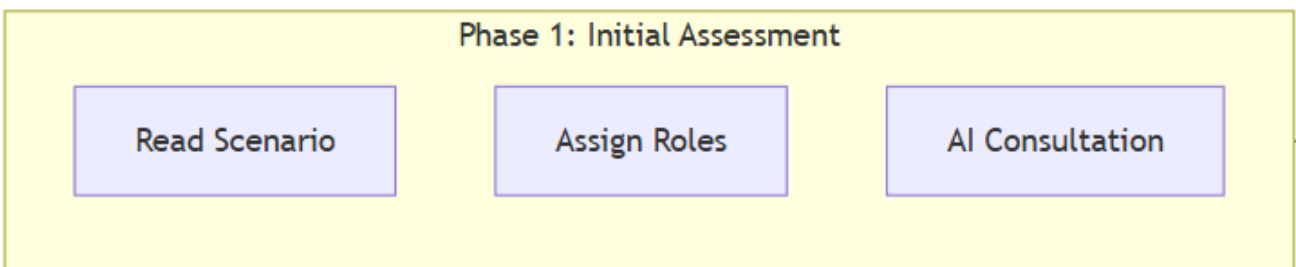 Phase 1: Initial Assessment
Read Scenario
Assign Roles
AI Consultation